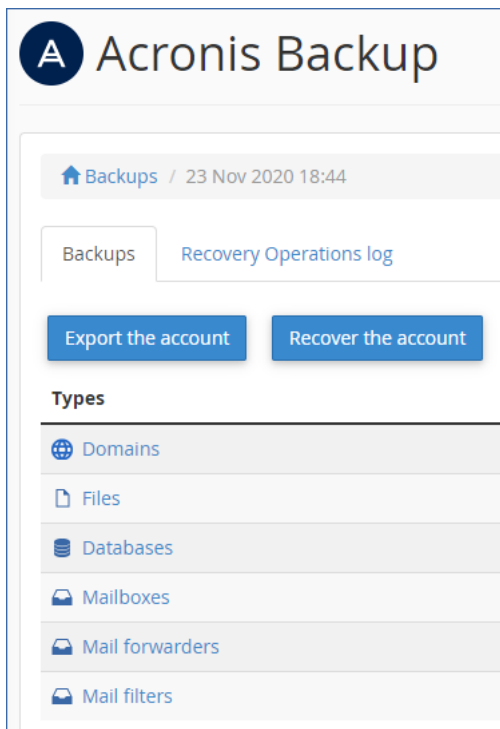 Acronis Backup
Backups / 23 Nov 2020 18:44
Backups Recovery Operations log
Export the account Recover the account
Types
Domains
Files
Databases
Mailboxes
Mail forwarders
Mail filters